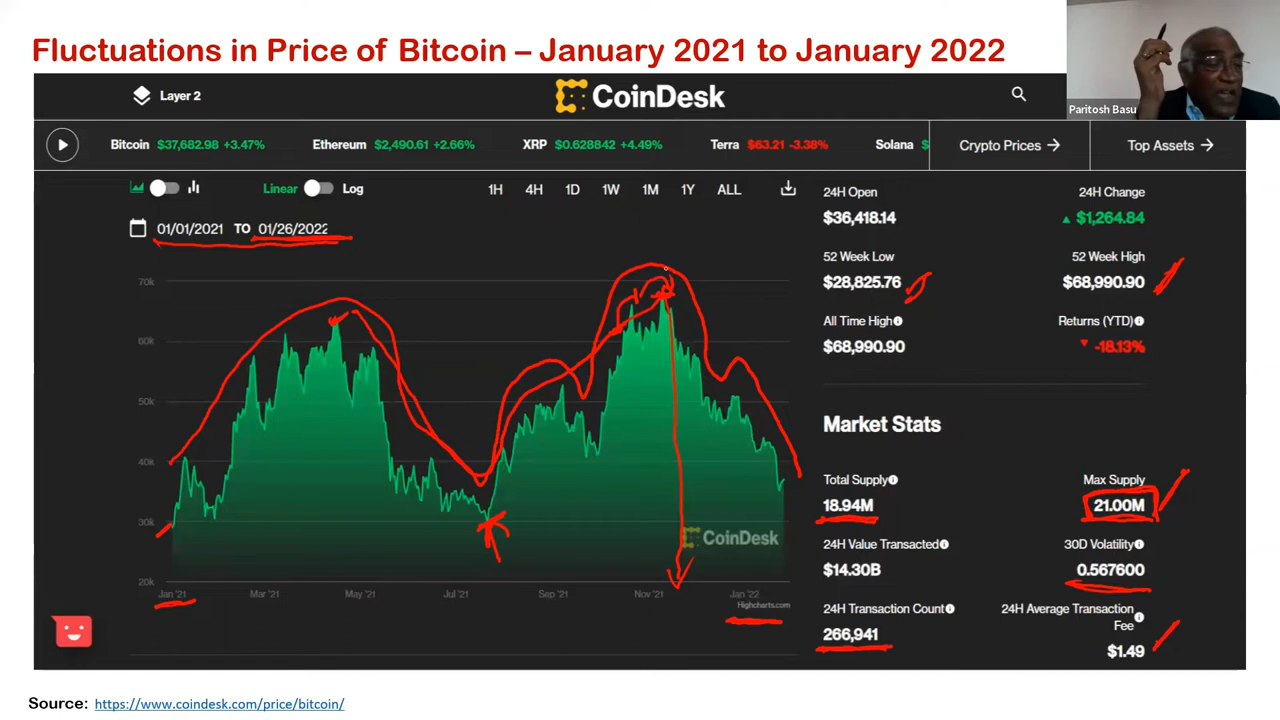 Fluctuations in Price of Bitcoin – January 2021 to January 2022
Paritosh Basu
Layer 2
CoinDesk
Bitcoin $37,682.98 +3.47% Ethereum $2,490.61 +2.66% XRP $0.628842 +4.49% Terra $63.21 -3.38% Solana $
Crypto Prices → Top Assets →
Linear Log 1H 4H 1D 1W 1M 1Y ALL
01/01/2021 TO 01/26/2022
70k
60k
50k
40k
30k
20k
Jan '21 Mar '21 May '21 Jul '21 Sep '21 Nov '21 Jan '22
CoinDesk
Highcharts.com
24H Open 24H Change
$36,418.14 $1,264.84
52 Week Low 52 Week High
$28,825.76 $68,990.90
All Time High Returns (YTD)
$68,990.90 -18.13%
Market Stats
Total Supply Max Supply
18.94M 21.00M
24H Value Transacted 30D Volatility
$14.30B 0.567600
24H Transaction Count 24H Average Transaction Fee
266,941 $1.49
Source: https://www.coindesk.com/price/bitcoin/